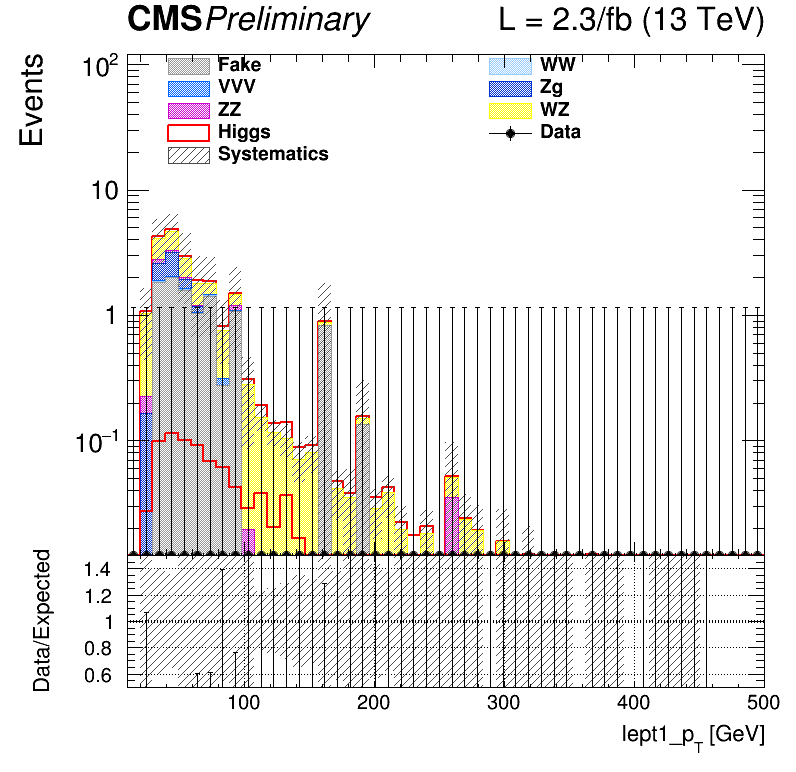 CMS Preliminary L = 2.3/fb (13 TeV)
Events
10²
10
1
10⁻¹
Fake WW
VVV Zg
ZZ WZ
Higgs Data
Systematics
Data/Expected
1.4
1.2
1
0.8
0.6
100 200 300 400 500
lept1_p_T [GeV]